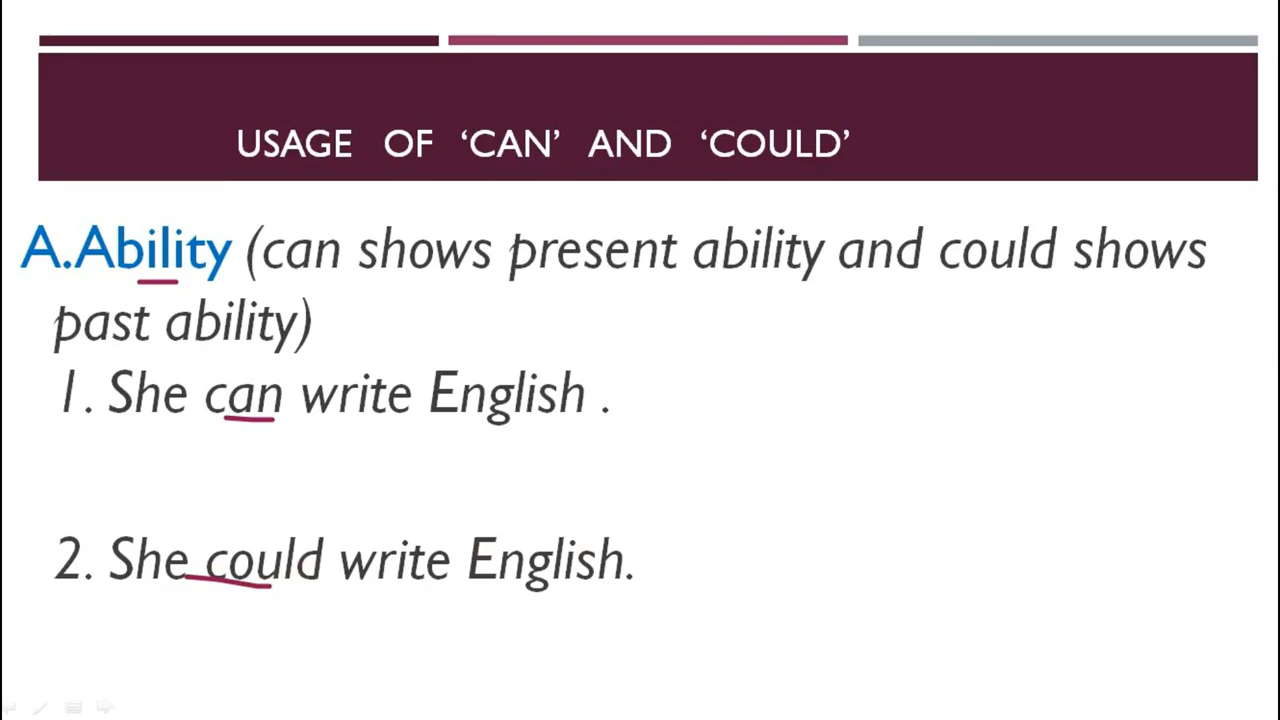 USAGE OF ‘CAN’ AND ‘COULD’
A.Ability (can shows present ability and could shows
past ability)
1. She can write English .
2. She could write English.